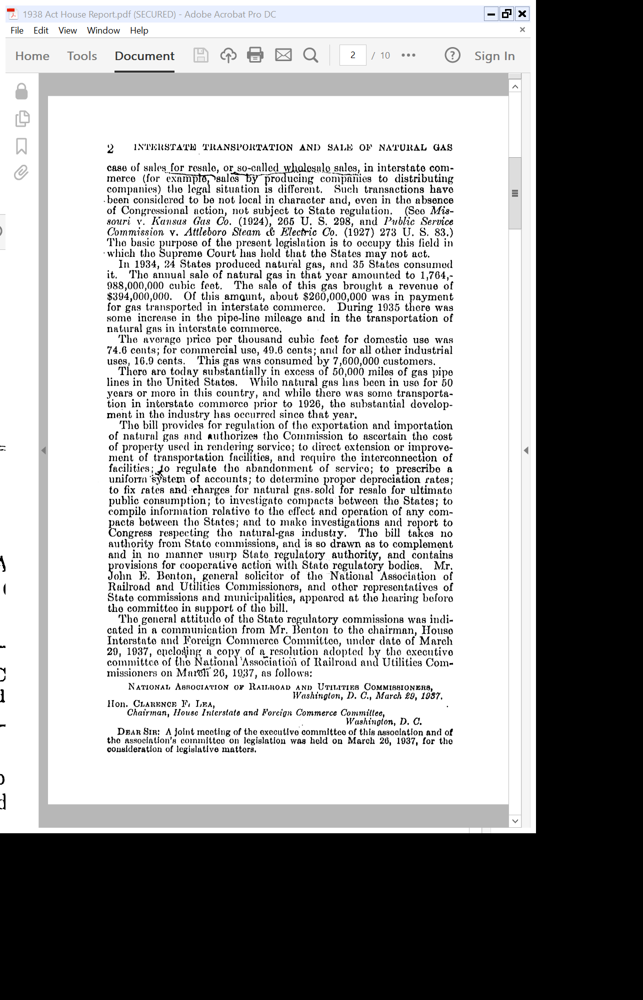 1938 Act House Report.pdf (SECURED) - Adobe Acrobat Pro DC
File Edit View Window Help
Home Tools Document 2 / 10 Sign In
2 INTERSTATE TRANSPORTATION AND SALE OF NATURAL GAS
case of sales for resale, or so-called wholesale sales, in interstate com-
merce (for example, sales by producing companies to distributing
companies) the legal situation is different. Such transactions have
been considered to be not local in character and, even in the absence
of Congressional action, not subject to State regulation. (See Mis-
souri v. Kansas Gas Co. (1924), 265 U. S. 298, and Public Service
Commission v. Attleboro Steam & Electric Co. (1927) 273 U. S. 83.)
The basic purpose of the present legislation is to occupy this field in
which the Supreme Court has held that the States may not act.
In 1934, 24 States produced natural gas, and 35 States consumed
it. The annual sale of natural gas in that year amounted to 1,764,-
988,000,000 cubic feet. The sale of this gas brought a revenue of
$394,000,000. Of this amount, about $260,000,000 was in payment
for gas transported in interstate commerce. During 1935 there was
some increase in the pipe-line mileage and in the transportation of
natural gas in interstate commerce.
The average price per thousand cubic feet for domestic use was
74.6 cents; for commercial use, 49.6 cents; and for all other industrial
uses, 16.9 cents. This gas was consumed by 7,600,000 customers.
There are today substantially in excess of 50,000 miles of gas pipe
lines in the United States. While natural gas has been in use for 50
years or more in this country, and while there was some transporta-
tion in interstate commerce prior to 1926, the substantial develop-
ment in the industry has occurred since that year.
The bill provides for regulation of the exportation and importation
of natural gas and authorizes the Commission to ascertain the cost
of property used in rendering service; to direct extension or improve-
ment of transportation facilities, and require the interconnection of
facilities; to regulate the abandonment of service; to prescribe a
uniform system of accounts; to determine proper depreciation rates;
to fix rates and charges for natural gas sold for resale for ultimate
public consumption; to investigate compacts between the States; to
compile information relative to the effect and operation of any com-
pacts between the States; and to make investigations and report to
Congress respecting the natural-gas industry. The bill takes no
authority from State commissions, and is so drawn as to complement
and in no manner usurp State regulatory authority, and contains
provisions for cooperative action with State regulatory bodies. Mr.
John E. Benton, general solicitor of the National Association of
Railroad and Utilities Commissioners, and other representatives of
State commissions and municipalities, appeared at the hearing before
the committee in support of the bill.
The general attitude of the State regulatory commissions was indi-
cated in a communication from Mr. Benton to the chairman, House
Interstate and Foreign Commerce Committee, under date of March
29, 1937, enclosing a copy of a resolution adopted by the executive
committee of the National Association of Railroad and Utilities Com-
missioners on March 26, 1937, as follows:
NATIONAL ASSOCIATION OF RAILROAD AND UTILITIES COMMISSIONERS,
Washington, D. C., March 29, 1937.
Hon. CLARENCE F. LEA,
Chairman, House Interstate and Foreign Commerce Committee,
Washington, D. C.
DEAR SIR: A joint meeting of the executive committee of this association and of
the association's committee on legislation was held on March 26, 1937, for the
consideration of legislative matters.